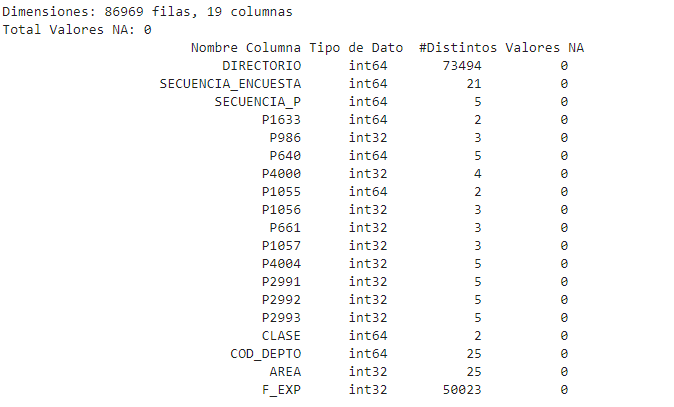 Dimensiones: 86969 filas, 19 columnas
Total Valores NA: 0
Nombre Columna Tipo de Dato #Distintos Valores NA
DIRECTORIO int64 73494 0
SECUENCIA_ENCUESTA int64 21 0
SECUENCIA_P int64 5 0
P1633 int64 2 0
P986 int32 3 0
P640 int64 5 0
P4000 int32 4 0
P1055 int64 2 0
P1056 int32 3 0
P661 int32 3 0
P1057 int32 3 0
P4004 int32 5 0
P2991 int32 5 0
P2992 int32 5 0
P2993 int32 5 0
CLASE int64 2 0
COD_DEPTO int64 25 0
AREA int32 25 0
F_EXP int32 50023 0